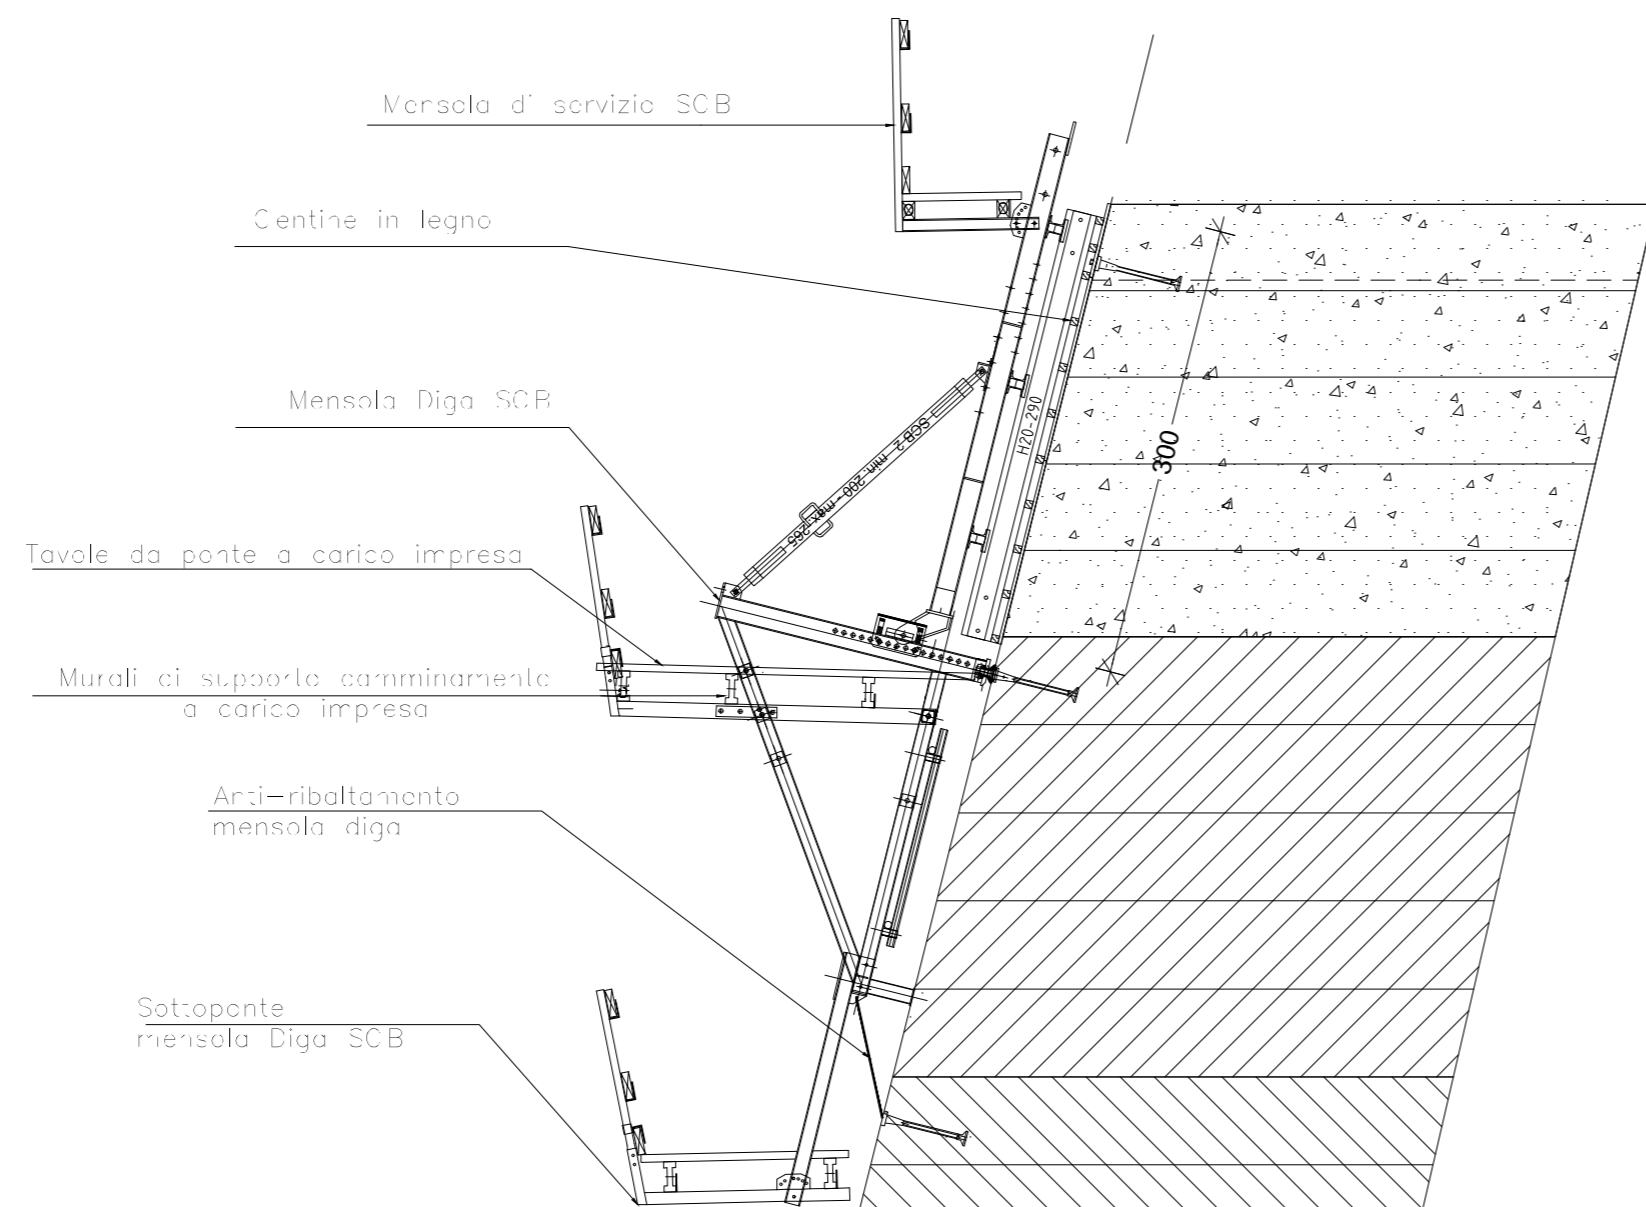 Mensola di servizio SCB
Centine in legno
Mensola Diga SCB
Tavole da ponte a carico impresa
Murali di supporto camminamento
a carico impresa
Anti-ribaltamento
mensola diga
Sottoponte
mensola Diga SCB
SCB 2 min. 200 - max. 265
H20-290
300